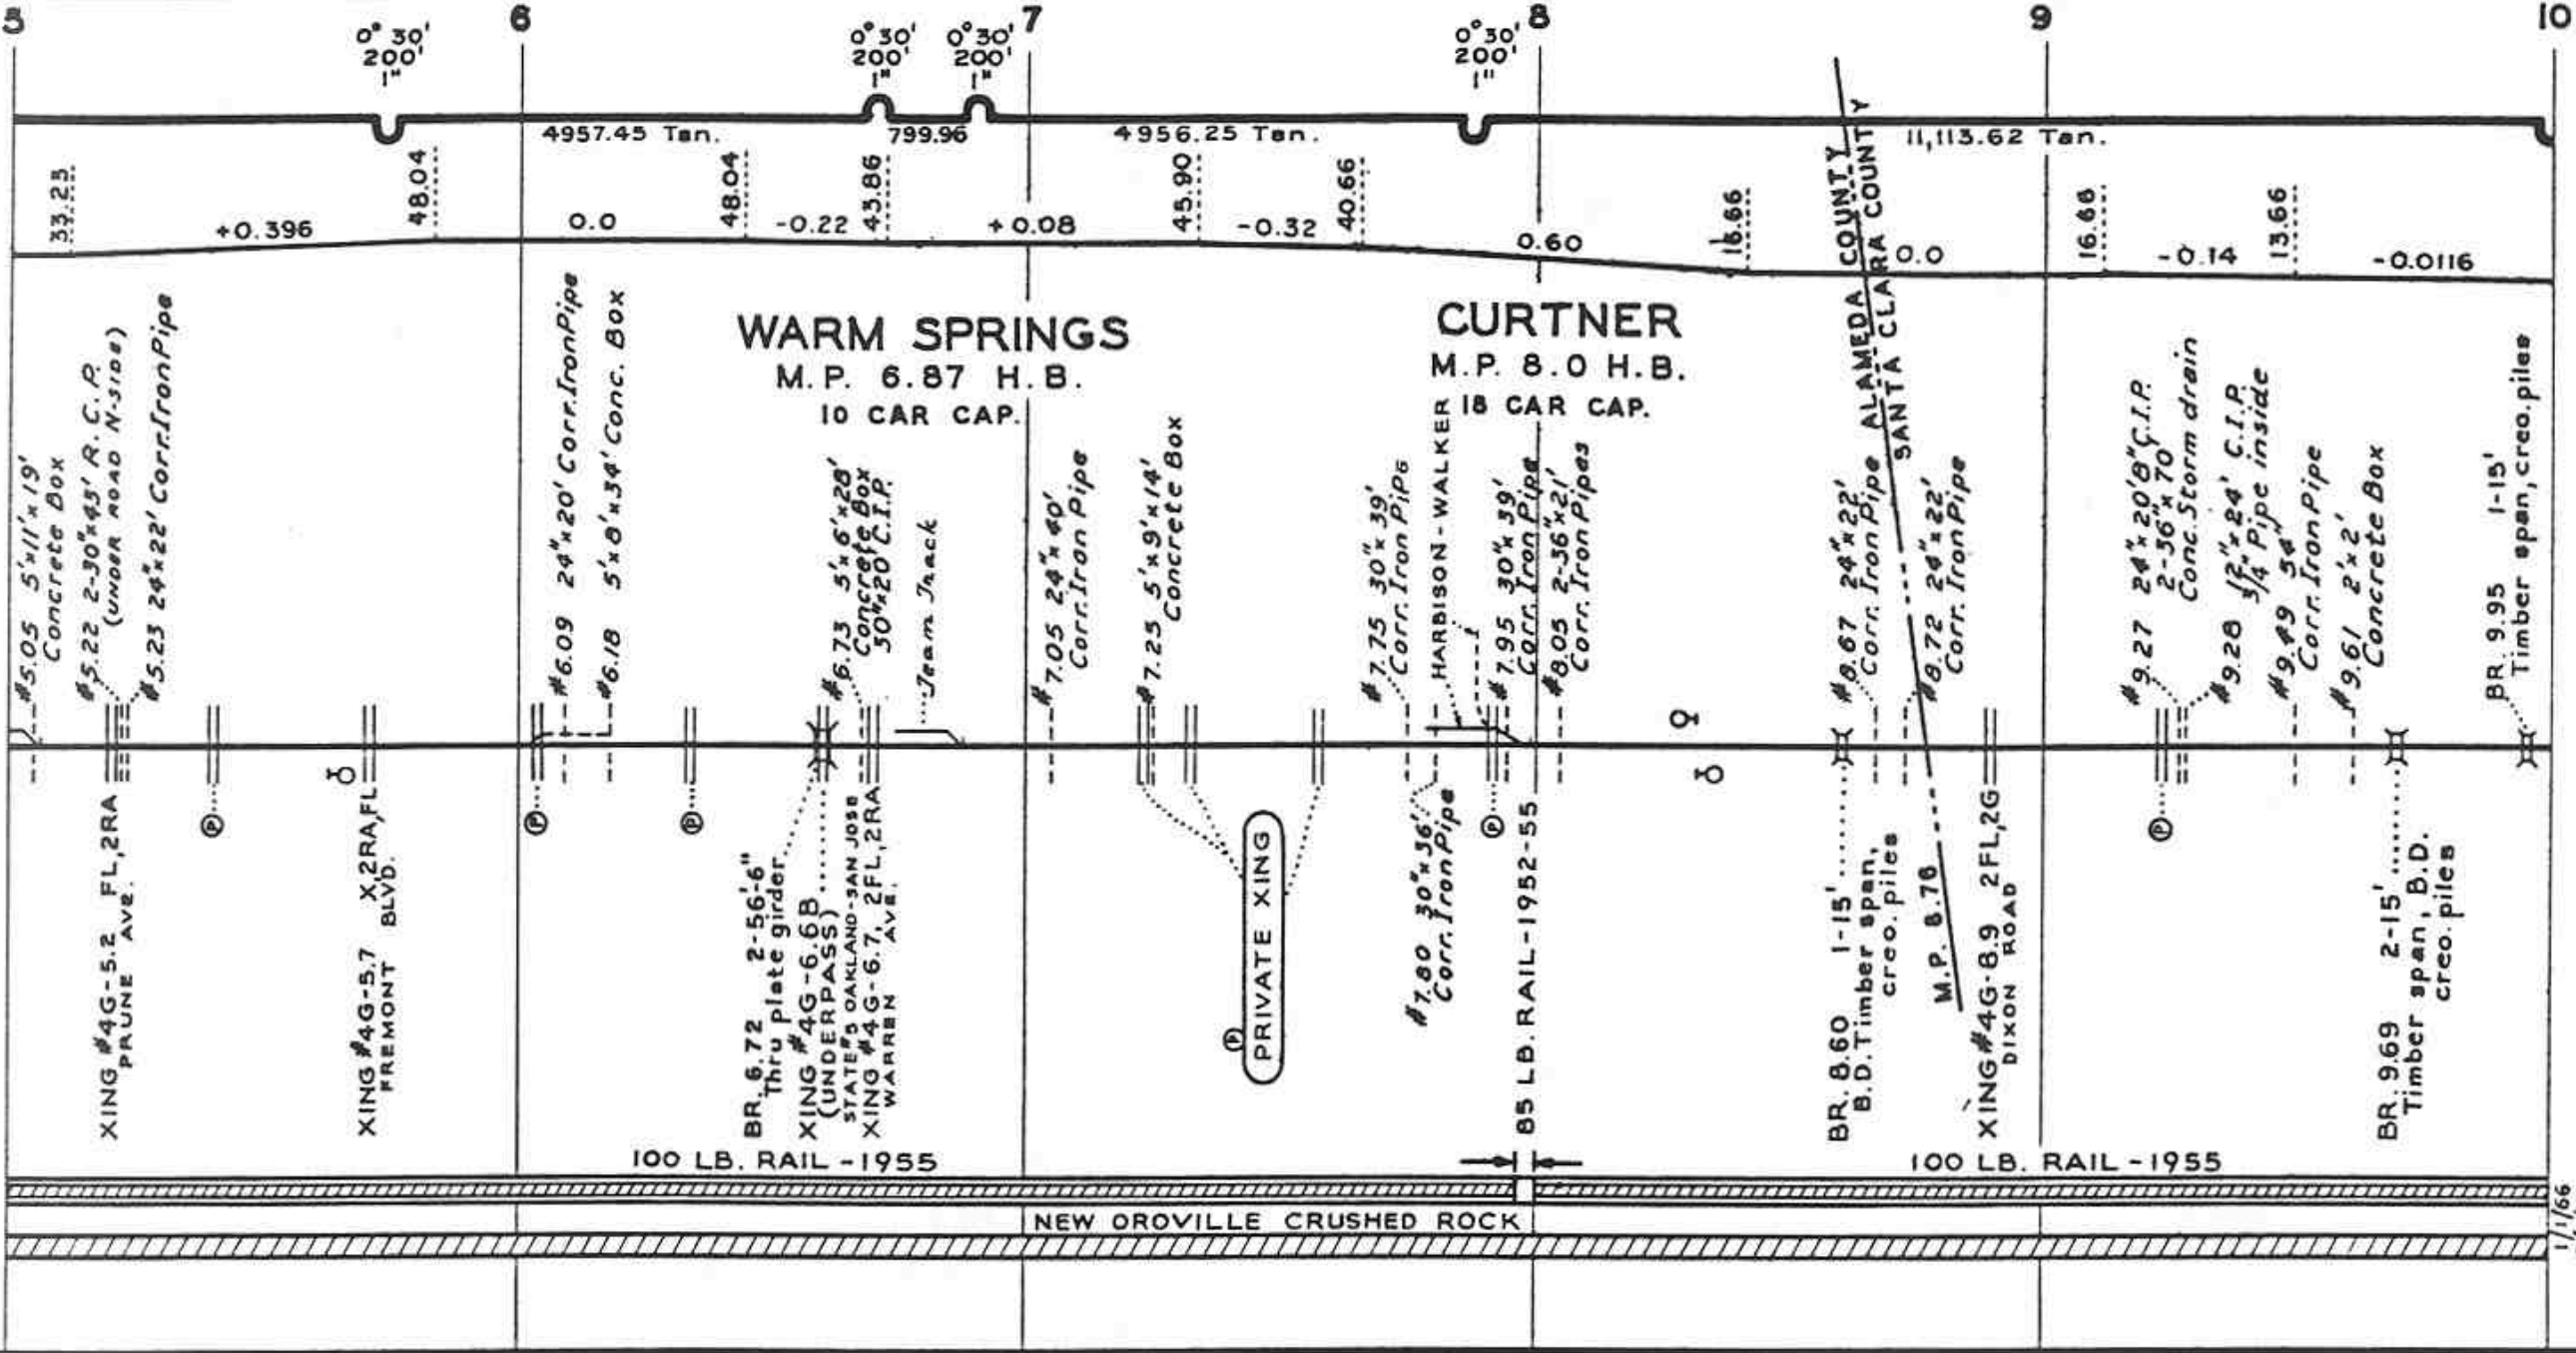 5
6
7
8
9
10
0° 30'
200'
1"
0° 30'
200'
1"
0° 30'
200'
1"
0° 30'
200'
1"
4957.45 Tan.
799.96
4956.25 Tan.
11,113.62 Tan.
33.23
+0.396
48.04
0.0
48.04
-0.22
43.86
+0.08
45.90
-0.32
40.66
0.60
16.66
0.0
16.66
-0.14
13.66
-0.0116
ALAMEDA COUNTY
SANTA CLARA COUNTY
WARM SPRINGS
M.P. 6.87 H.B.
10 CAR CAP.
CURTNER
M.P. 8.0 H.B.
18 CAR CAP.
#5.05 5'x11'x19'
Concrete Box
#5.22 2-30"x45' R.C.P.
(UNDER ROAD N-SIDE)
#5.23 24"x22' Corr.Iron Pipe
#6.09 24"x20' Corr.Iron Pipe
#6.18 5'x8'x34' Conc. Box
#6.73 5'x6'x28'
Concrete Box
30"x20' C.I.P.
Team Track
#7.05 24"x40'
Corr.Iron Pipe
#7.25 5'x9'x14'
Concrete Box
#7.75 30"x39'
Corr.Iron Pipe
HARBISON-WALKER
#7.95 30"x39'
Corr.Iron Pipe
#8.05 2-36"x21'
Corr.Iron Pipes
#8.67 24"x22'
Corr.Iron Pipe
#8.72 24"x22'
Corr.Iron Pipe
#9.27 24"x20'8" C.I.P.
2-36"x70'
Conc.Storm drain
#9.28 12"x24' C.I.P.
3/4" Pipe inside
#9.49 54"
Corr.Iron Pipe
#9.61 2'x2'
Concrete Box
BR. 9.95 1-15'
Timber span, creo.piles
XING #4G-5.2 FL,2RA
PRUNE AVE.
P
XING #4G-5.7 X,2RA,FL
FREMONT BLVD.
P
P
BR. 6.72 2-56'-6"
Thru plate girder
XING #4G-6.6B
(UNDERPASS)
STATE #5 OAKLAND-SAN JOSE
XING #4G-6.7, 2FL,2RA
WARREN AVE.
P
PRIVATE XING
#7.80 30"x36'
Corr.Iron Pipe
P
85 LB. RAIL-1952-55
BR. 8.60 1-15'
B.D.Timber span,
creo. piles
M.P. 8.78
XING #4G-8.9 2FL,2G
DIXON ROAD
P
BR. 9.69 2-15'
Timber span, B.D.
creo. piles
100 LB. RAIL -1955
100 LB. RAIL -1955
NEW OROVILLE CRUSHED ROCK
1/1/66